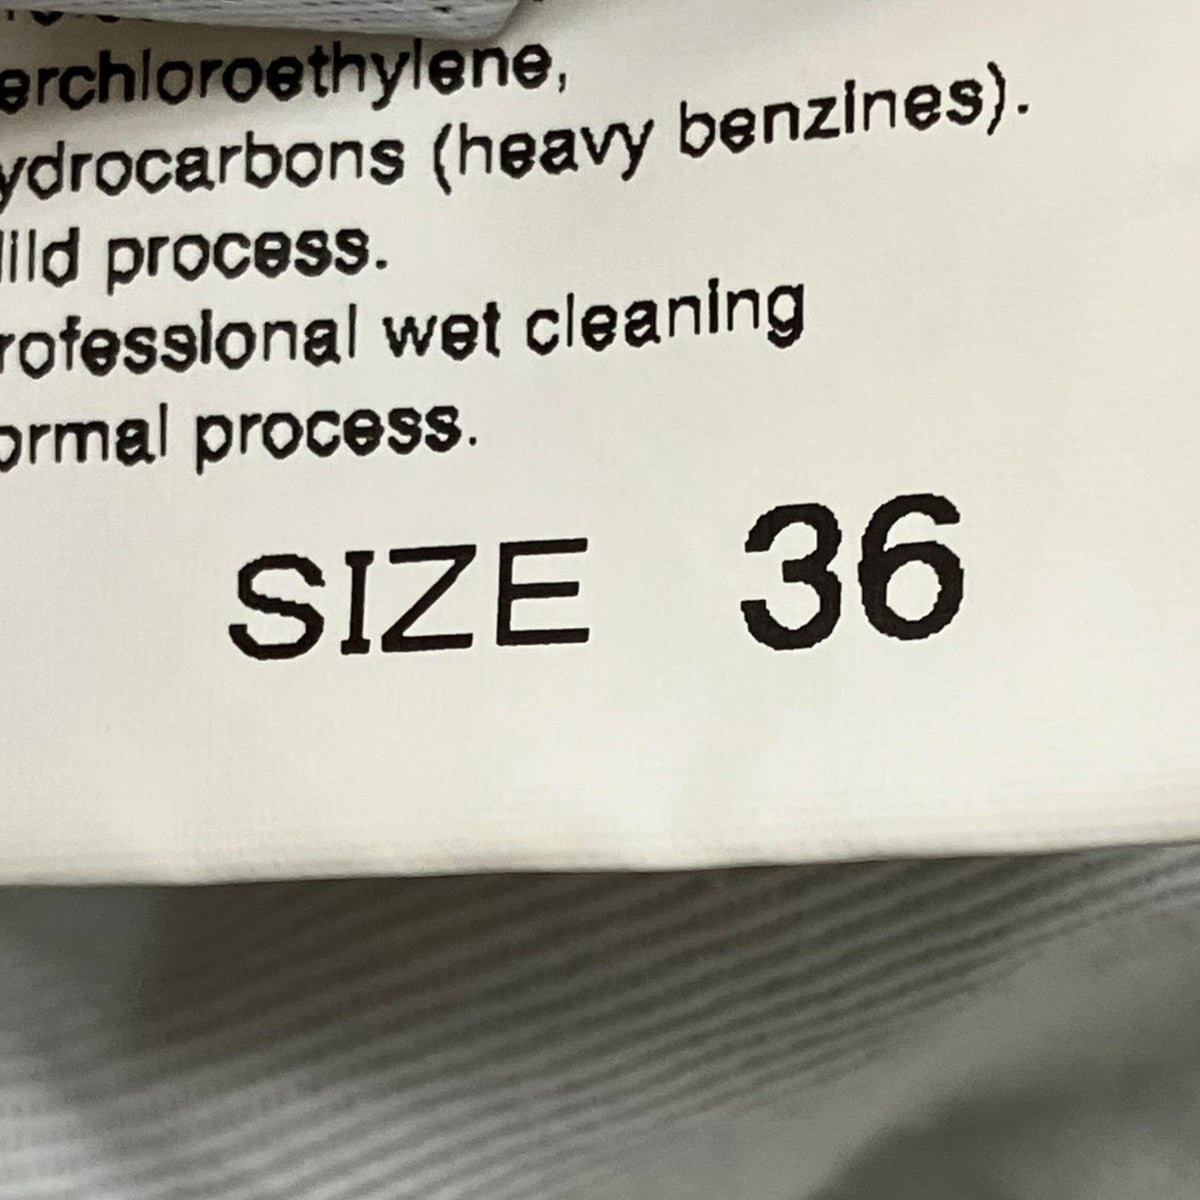 erchloroethylene,
ydrocarbons (heavy benzines).
ild process.
rofessional wet cleaning
ormal process.
SIZE 36